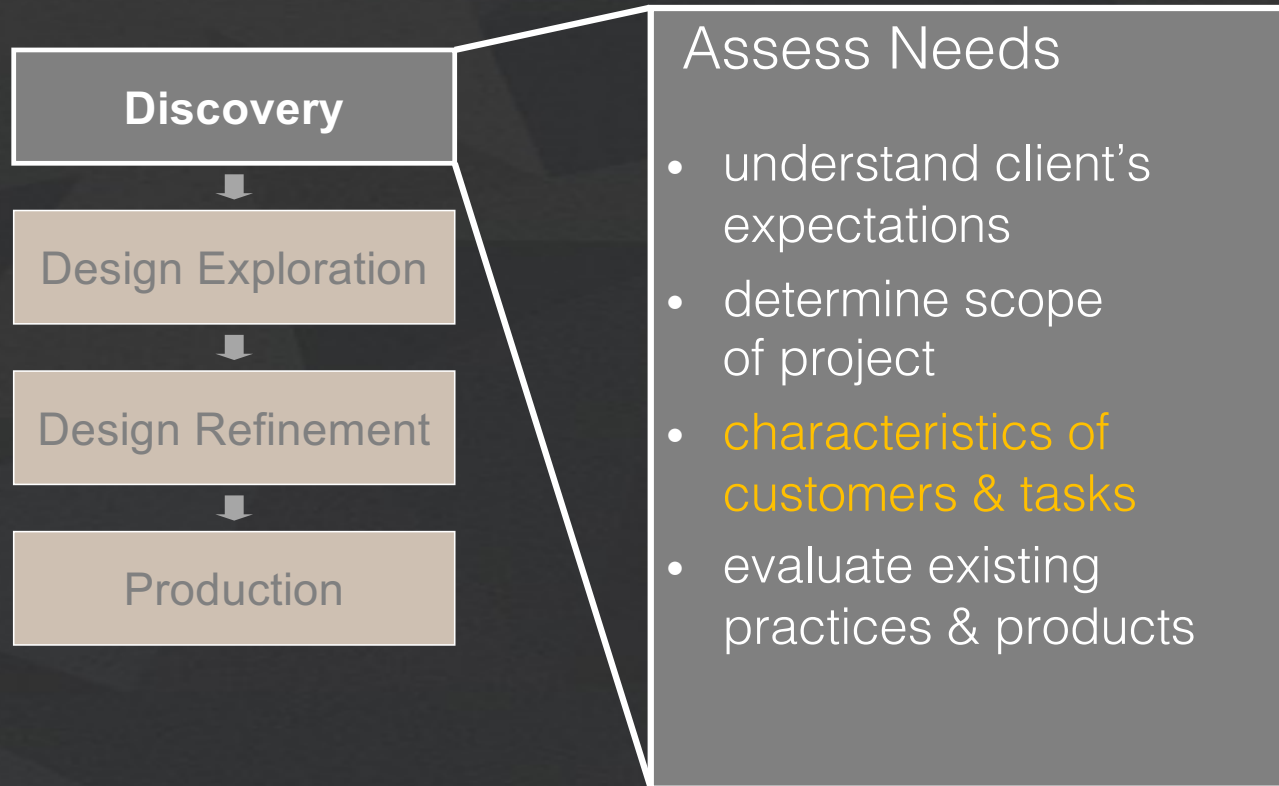 Discovery
Design Exploration
Design Refinement
Production
Assess Needs
• understand client’s
expectations
• determine scope
of project
• characteristics of
customers & tasks
• evaluate existing
practices & products